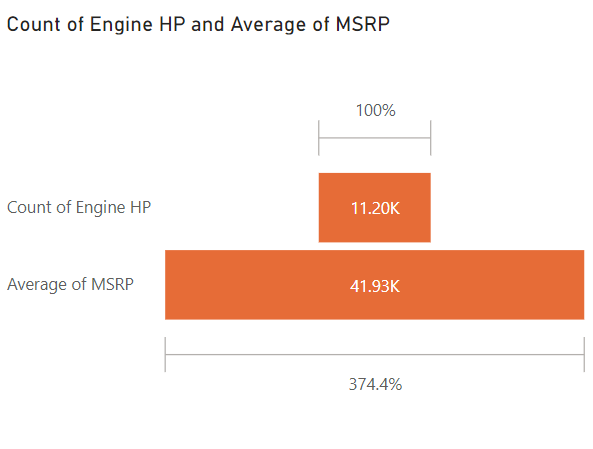 Count of Engine HP and Average of MSRP
100%
Count of Engine HP
11.20K
Average of MSRP
41.93K
374.4%